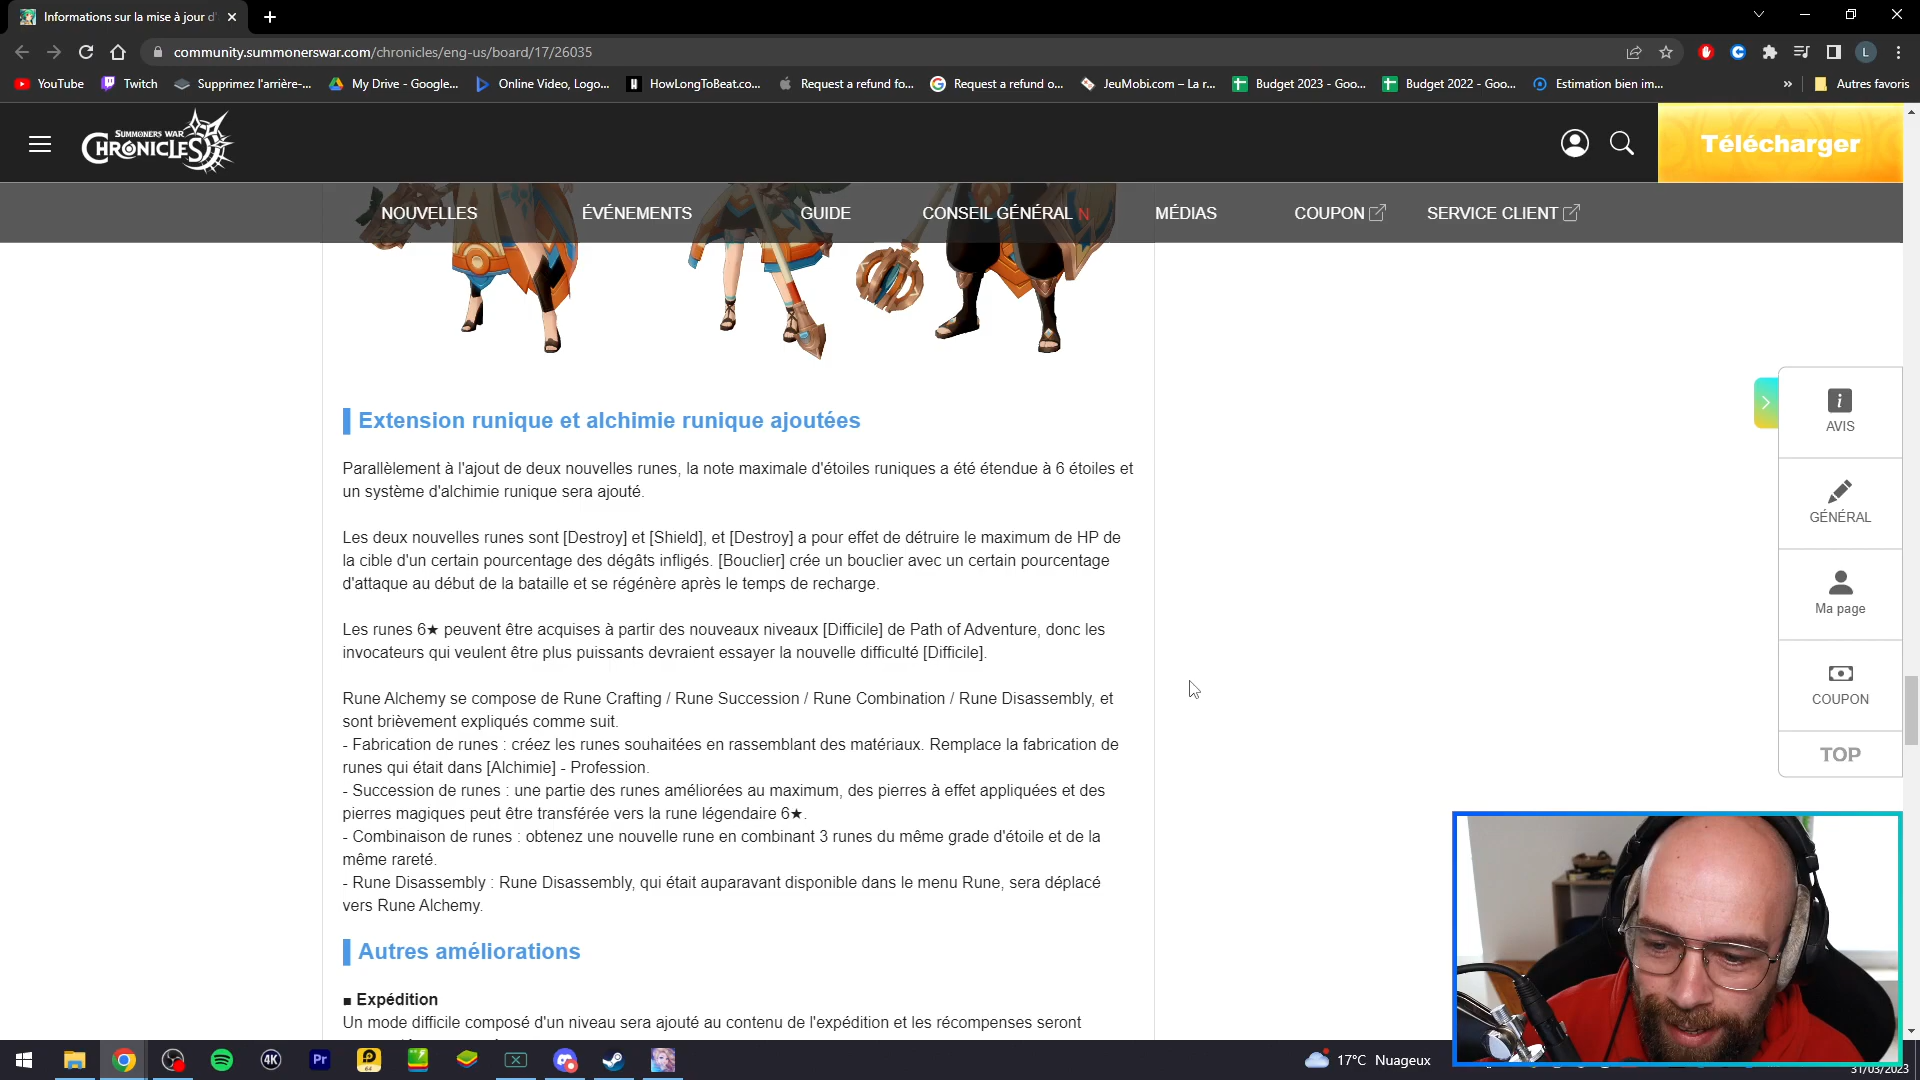 Informations sur la mise à jour d'
community.summonerswar.com/chronicles/eng-us/board/17/26035
L
YouTube
Twitch
Supprimez l'arrière-...
My Drive - Google...
Online Video, Logo...
HowLongToBeat.co...
Request a refund fo...
Request a refund o...
JeuMobi.com – La r...
Budget 2023 - Goo...
Budget 2022 - Goo...
Estimation bien im...
»
Autres favoris
SUMMONERS WAR
CHRONICLES
Télécharger
NOUVELLES
ÉVÉNEMENTS
GUIDE
CONSEIL GÉNÉRAL N
MÉDIAS
COUPON
SERVICE CLIENT
Extension runique et alchimie runique ajoutées
Parallèlement à l'ajout de deux nouvelles runes, la note maximale d'étoiles runiques a été étendue à 6 étoiles et
un système d'alchimie runique sera ajouté.
Les deux nouvelles runes sont [Destroy] et [Shield], et [Destroy] a pour effet de détruire le maximum de HP de
la cible d'un certain pourcentage des dégâts infligés. [Bouclier] crée un bouclier avec un certain pourcentage
d'attaque au début de la bataille et se régénère après le temps de recharge.
Les runes 6★ peuvent être acquises à partir des nouveaux niveaux [Difficile] de Path of Adventure, donc les
invocateurs qui veulent être plus puissants devraient essayer la nouvelle difficulté [Difficile].
Rune Alchemy se compose de Rune Crafting / Rune Succession / Rune Combination / Rune Disassembly, et
sont brièvement expliqués comme suit.
- Fabrication de runes : créez les runes souhaitées en rassemblant des matériaux. Remplace la fabrication de
runes qui était dans [Alchimie] - Profession.
- Succession de runes : une partie des runes améliorées au maximum, des pierres à effet appliquées et des
pierres magiques peut être transférée vers la rune légendaire 6★.
- Combinaison de runes : obtenez une nouvelle rune en combinant 3 runes du même grade d'étoile et de la
même rareté.
- Rune Disassembly : Rune Disassembly, qui était auparavant disponible dans le menu Rune, sera déplacé
vers Rune Alchemy.
Autres améliorations
■ Expédition
Un mode difficile composé d'un niveau sera ajouté au contenu de l'expédition et les récompenses seront
AVIS
GÉNÉRAL
Ma page
COUPON
TOP
4K
Pr
64
17°C Nuageux
31/03/2023